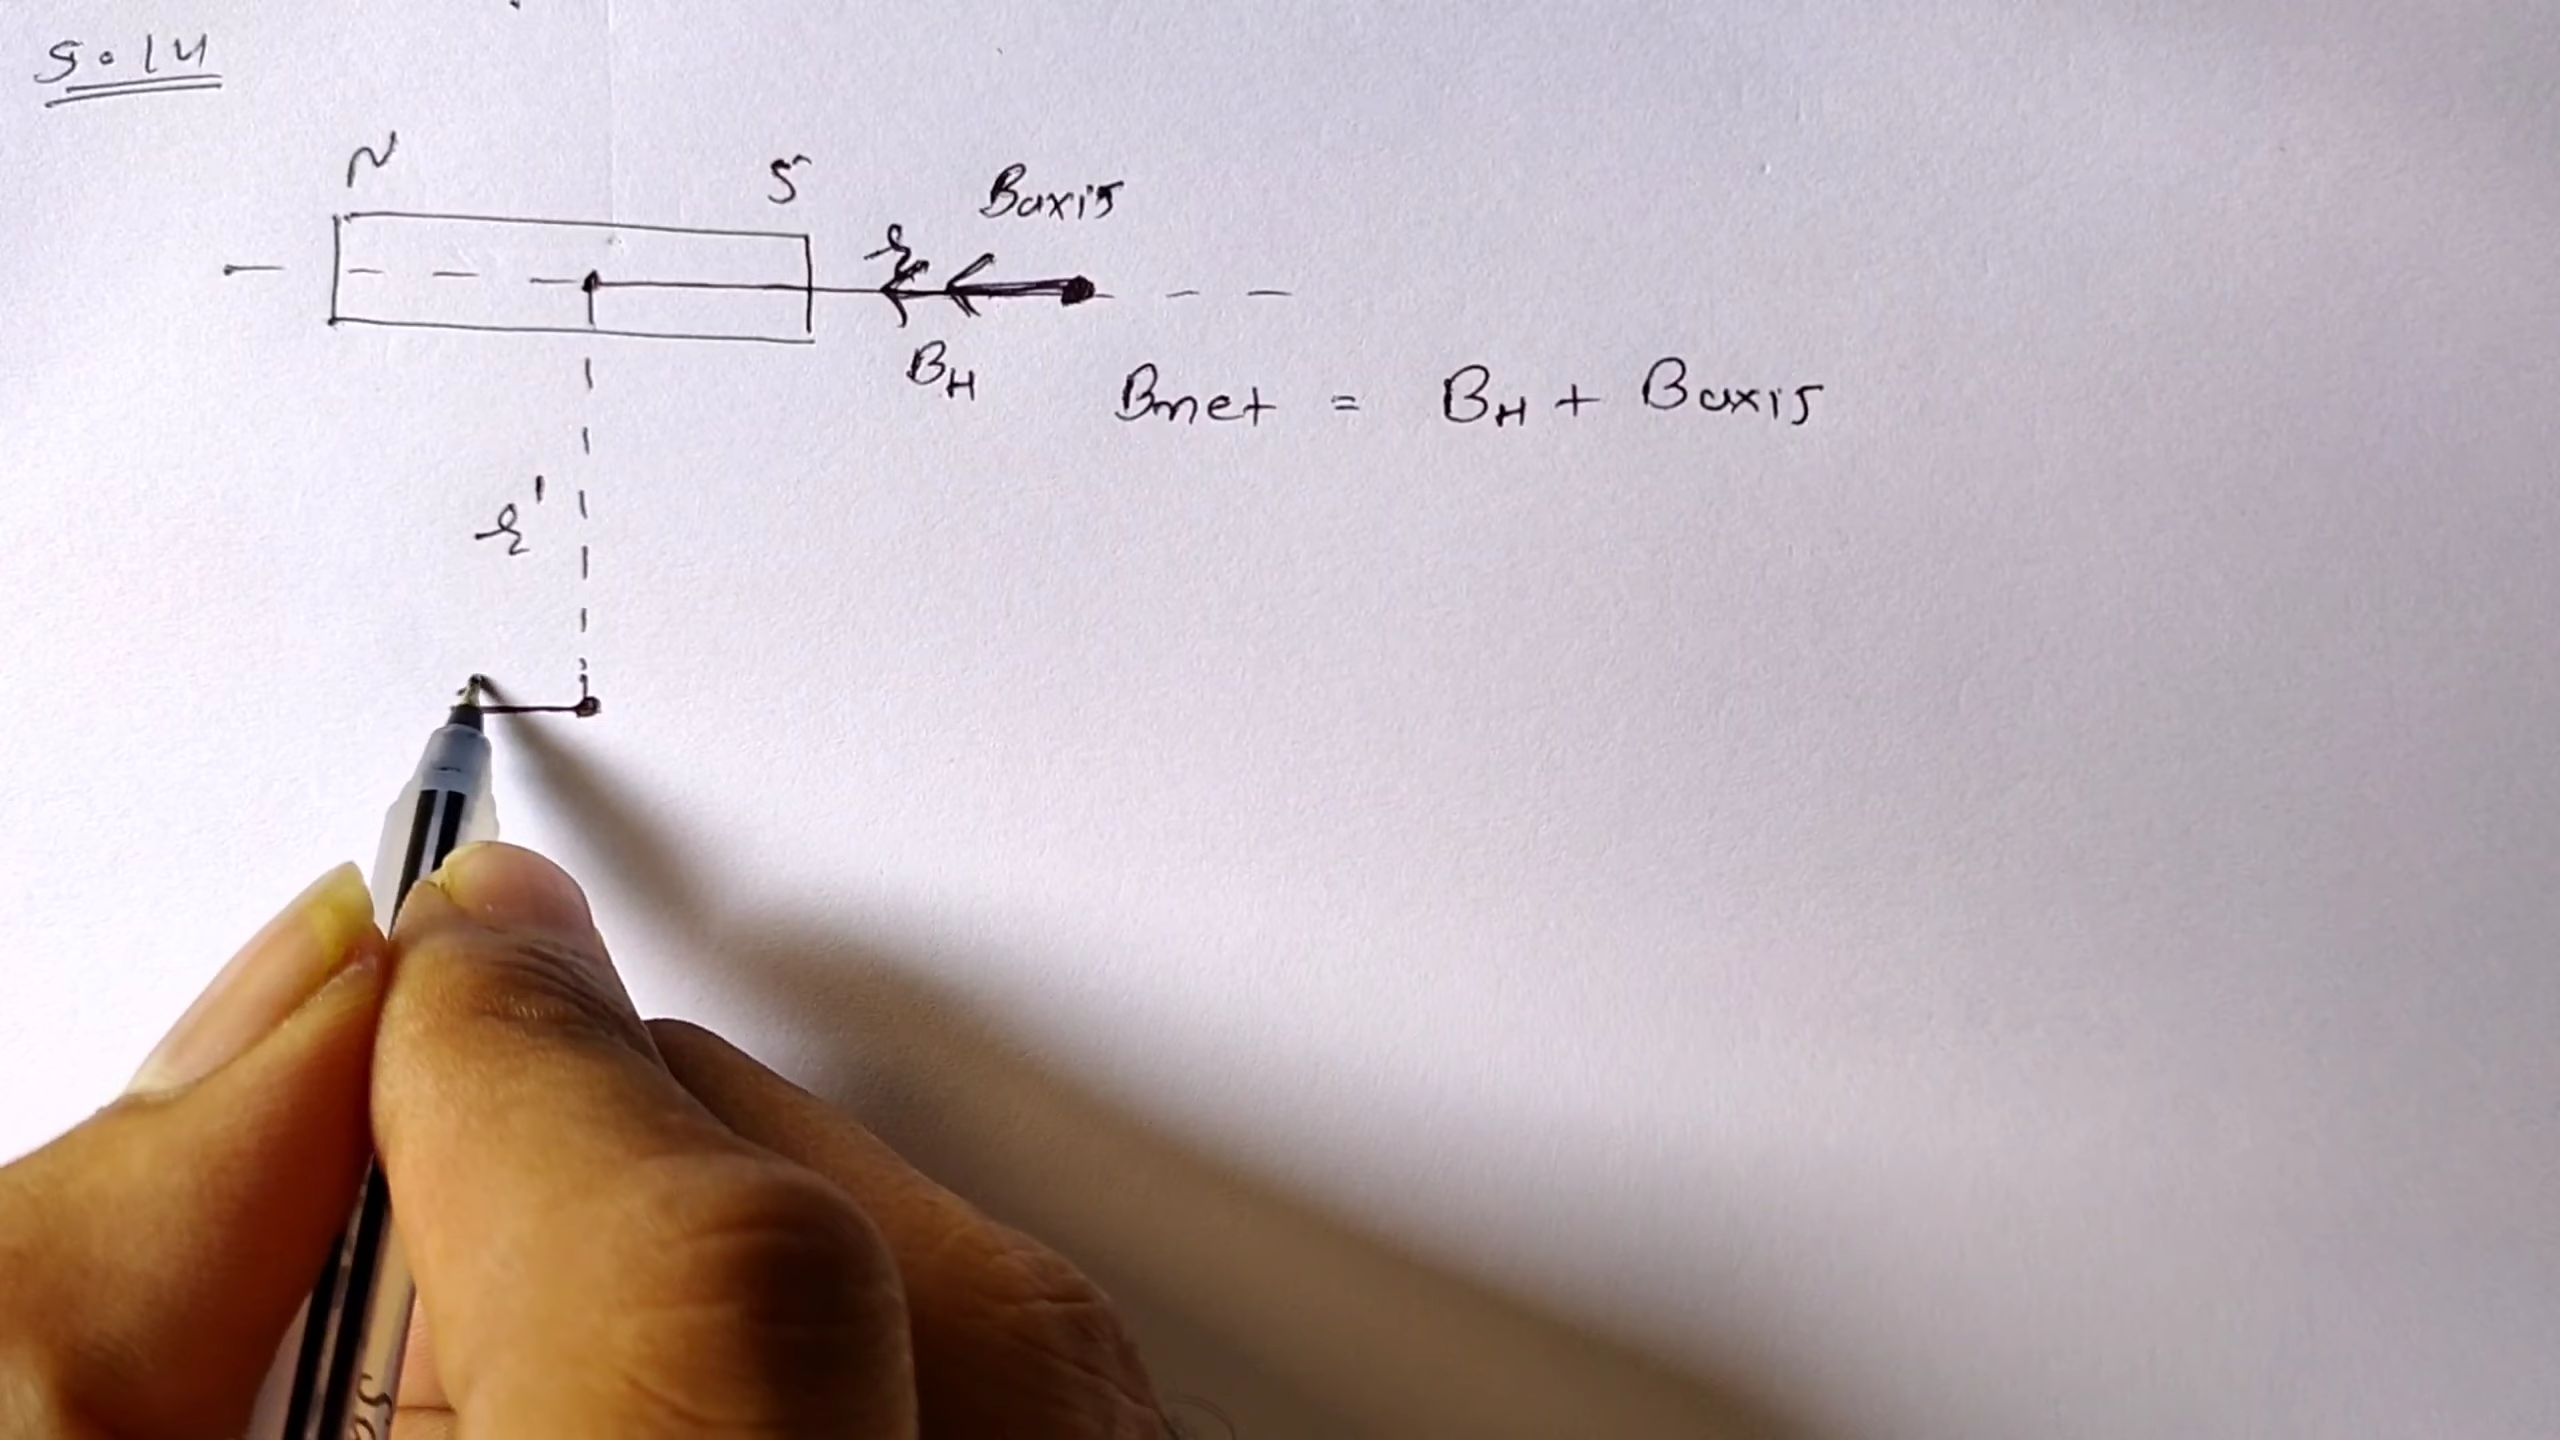 5.14
N S
Baxis
r
BH
Bnet = BH + Baxis
r'